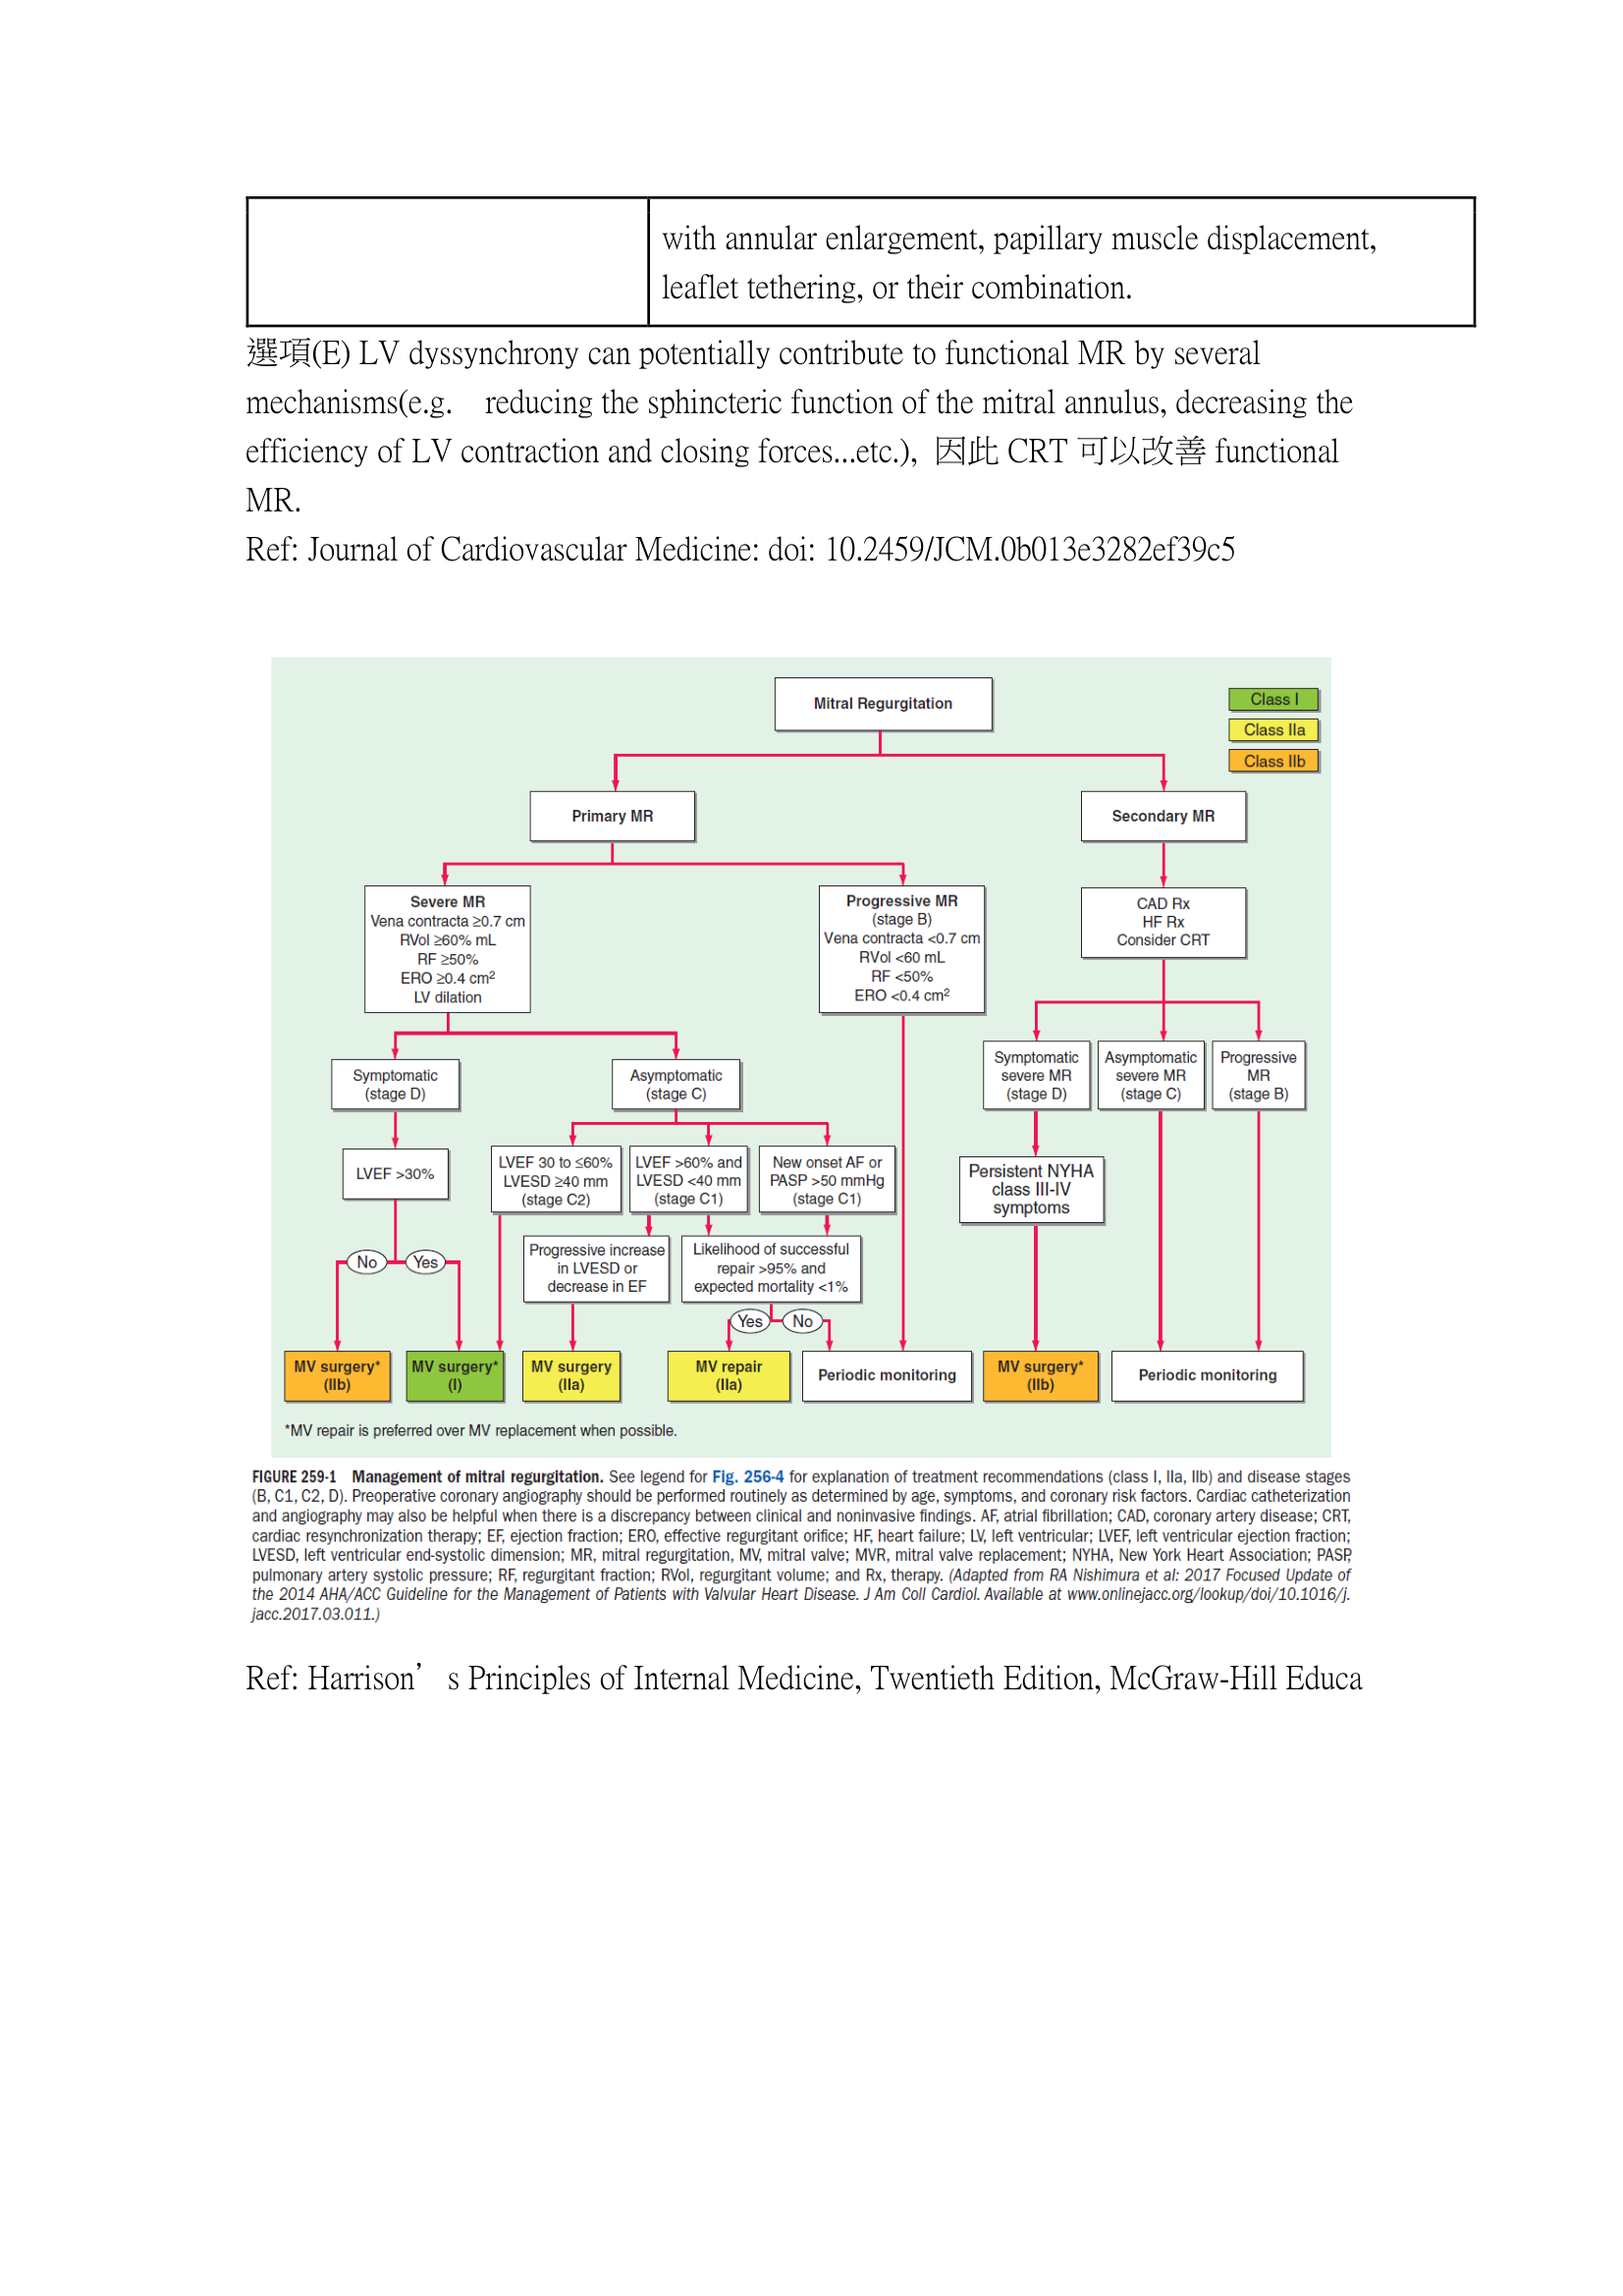 with annular enlargement, papillary muscle displacement,
leaflet tethering, or their combination.
選項(E) LV dyssynchrony can potentially contribute to functional MR by several
mechanisms(e.g. reducing the sphincteric function of the mitral annulus, decreasing the
efficiency of LV contraction and closing forces...etc.), 因此 CRT 可以改善 functional
MR.
Ref: Journal of Cardiovascular Medicine: doi: 10.2459/JCM.0b013e3282ef39c5
Mitral Regurgitation
Class I
Class IIa
Class IIb
Primary MR
Secondary MR
Severe MR
Vena contracta ≥0.7 cm
RVol ≥60% mL
RF ≥50%
ERO ≥0.4 cm²
LV dilation
Progressive MR
(stage B)
Vena contracta <0.7 cm
RVol <60 mL
RF <50%
ERO <0.4 cm²
CAD Rx
HF Rx
Consider CRT
Symptomatic
(stage D)
Asymptomatic
(stage C)
Symptomatic
severe MR
(stage D)
Asymptomatic
severe MR
(stage C)
Progressive
MR
(stage B)
LVEF >30%
LVEF 30 to ≤60%
LVESD ≥40 mm
(stage C2)
LVEF >60% and
LVESD <40 mm
(stage C1)
New onset AF or
PASP >50 mmHg
(stage C1)
Persistent NYHA
class III-IV
symptoms
No
Yes
Progressive increase
in LVESD or
decrease in EF
Likelihood of successful
repair >95% and
expected mortality <1%
Yes
No
MV surgery*
(IIb)
MV surgery*
(I)
MV surgery
(IIa)
MV repair
(IIa)
Periodic monitoring
MV surgery*
(IIb)
Periodic monitoring
*MV repair is preferred over MV replacement when possible.
FIGURE 259-1 Management of mitral regurgitation. See legend for Fig. 256-4 for explanation of treatment recommendations (class I, IIa, IIb) and disease stages
(B, C1, C2, D). Preoperative coronary angiography should be performed routinely as determined by age, symptoms, and coronary risk factors. Cardiac catheterization
and angiography may also be helpful when there is a discrepancy between clinical and noninvasive findings. AF, atrial fibrillation; CAD, coronary artery disease; CRT,
cardiac resynchronization therapy; EF, ejection fraction; ERO, effective regurgitant orifice; HF, heart failure; LV, left ventricular; LVEF, left ventricular ejection fraction;
LVESD, left ventricular end-systolic dimension; MR, mitral regurgitation, MV, mitral valve; MVR, mitral valve replacement; NYHA, New York Heart Association; PASP,
pulmonary artery systolic pressure; RF, regurgitant fraction; RVol, regurgitant volume; and Rx, therapy. (Adapted from RA Nishimura et al: 2017 Focused Update of
the 2014 AHA/ACC Guideline for the Management of Patients with Valvular Heart Disease. J Am Coll Cardiol. Available at www.onlinejacc.org/lookup/doi/10.1016/j.
jacc.2017.03.011.)
Ref: Harrison’s Principles of Internal Medicine, Twentieth Edition, McGraw-Hill Educa